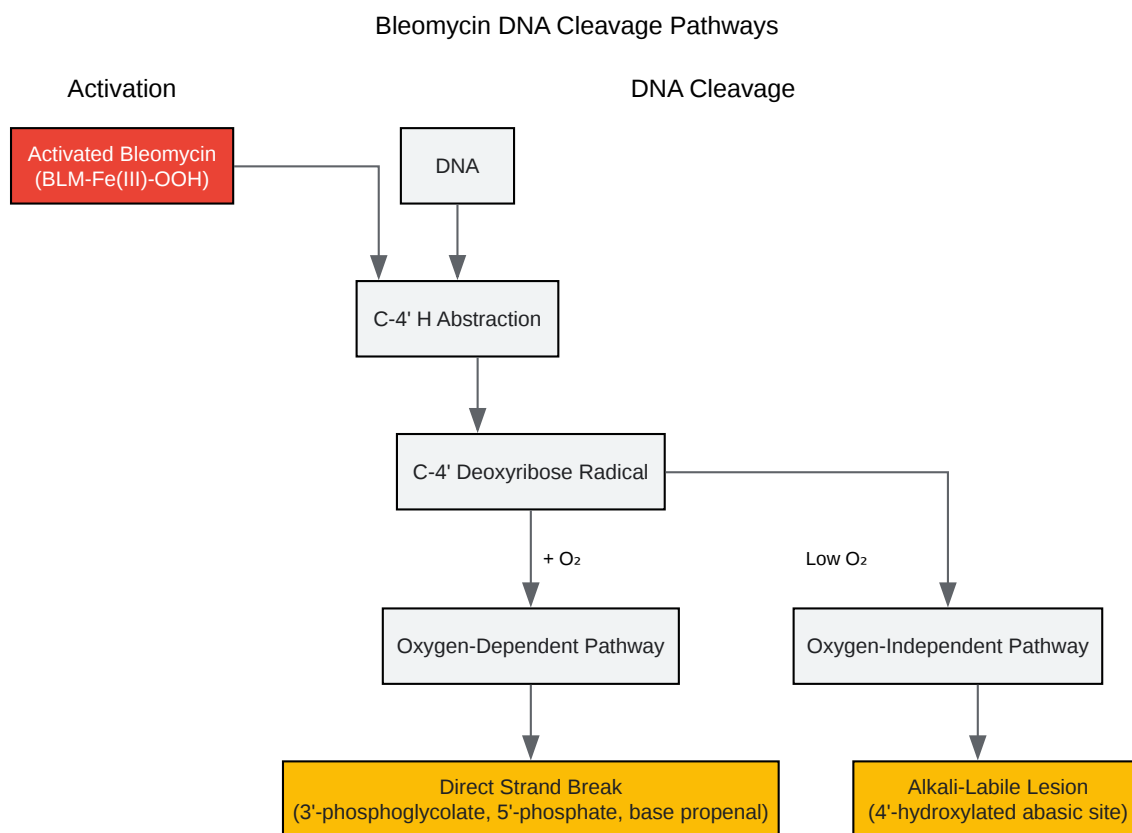 Bleomycin DNA Cleavage Pathways
Activation
DNA Cleavage
Activated Bleomycin
(BLM-Fe(III)-OOH)
DNA
C-4' H Abstraction
C-4' Deoxyribose Radical
+ O₂
Low O₂
Oxygen-Dependent Pathway
Oxygen-Independent Pathway
Direct Strand Break
(3'-phosphoglycolate, 5'-phosphate, base propenal)
Alkali-Labile Lesion
(4'-hydroxylated abasic site)